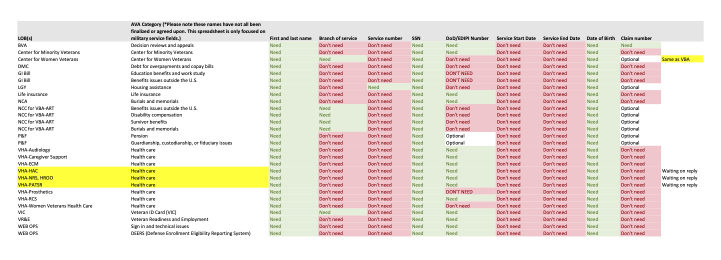 AVA Category (*Please note these names have not all been
finalized or agreed upon. This spreadsheet is only focused on
LOB(s) military service fields.) First and last name Branch of service Service number SSN DoD/EDIPI Number Service Start Date Service End Date Date of Birth Claim number
BVA Decision reviews and appeals Need Don't need Don't need Need Need Don't need Don't need Need Need
Center for Minority Veterans Center for Minority Veterans Need Don't need Don't need Need Need Don't need Don't need Need Don't need
Center for Women Veterans Center for Women Veterans Need Need Don't need Need Don't need Don't need Don't need Need Optional Same as VBA
DMC Debt for overpayments and copay bills Need Don't need Don't need Need Don't need Don't need Don't need Need Don't need
GI Bill Education benefits and work study Need Don't need Don't need Need DON'T NEED Don't need Don't need Need Don't need
GI Bill Benefits issues outside the U.S. Need Don't need Don't need Need DON'T NEED Don't need Don't need Need Don't need
LGY Housing assistance Need Don't need Need Need Don't need Don't need Don't need Need Optional
Life insurance Life insurance Need Don't need Don't need Need Don't need Don't need Don't need Need Don't need
NCA Burials and memorials Need Don't need Don't need Need Don't need Don't need Don't need Need Don't need
NCC for VBA-ART Benefits issues outside the U.S. Need Need Don't need Need Don't need Don't need Don't need Need Optional
NCC for VBA-ART Disability compensation Need Need Don't need Need Don't need Don't need Don't need Need Optional
NCC for VBA-ART Survivor benefits Need Need Don't need Need Don't need Don't need Don't need Need Optional
NCC for VBA-ART Burials and memorials Need Need Don't need Need Don't need Don't need Don't need Need Optional
P&F Pension Need Don't need Don't need Need Optional Don't need Don't need Need Optional
P&F Guardianship, custodianship, or fiduciary issues Need Don't need Don't need Need Optional Don't need Don't need Need Optional
VHA-Audiology Health care Need Don't need Don't need Need Need Don't need Don't need Need Don't need
VHA-Caregiver Support Health care Need Don't need Don't need Need Need Don't need Don't need Need Don't need
VHA-ECM Health care Need Don't need Don't need Need Need Don't need Don't need Need Don't need
VHA-HAC Health care Need Don't need Don't need Need Need Don't need Don't need Need Don't need Waiting on reply
VHA-NRS, HRDO Health care Need Don't need Don't need Need Need Don't need Don't need Need Don't need Waiting on reply
VHA-PATSR Health care Need Don't need Don't need Need Need Don't need Don't need Need Don't need Waiting on reply
VHA-Prosthetics Health care Need Don't need Don't need Need DON'T NEED Don't need Don't need Need Don't need
VHA-RCS Health care Need Don't need Don't need Need Need Don't need Don't need Need Don't need
VHA-Women Veterans Health Care Health care Need Don't need Don't need Need Don't need Don't need Don't need Need Don't need
VIC Veteran ID Card (VIC) Need Need Don't need Need Need Don't need Don't need Need Don't need
VR&E Veteran Readiness and Employment Need Don't need Don't need Need Need Don't need Don't need Need Don't need
WEB OPS Sign in and technical issues Need Don't need Don't need Need Need Don't need Don't need Need Don't need
WEB OPS DEERS (Defense Enrollment Eligibility Reporting System) Need Don't need Don't need Need Need Don't need Don't need Need Don't need